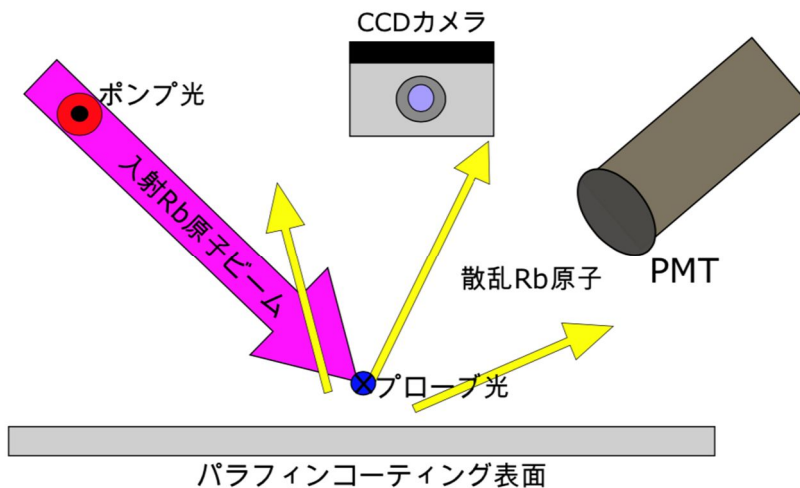 CCDカメラ
ポンプ光
入射Rb原子ビーム
散乱Rb原子
PMT
プローブ光
パラフィンコーティング表面